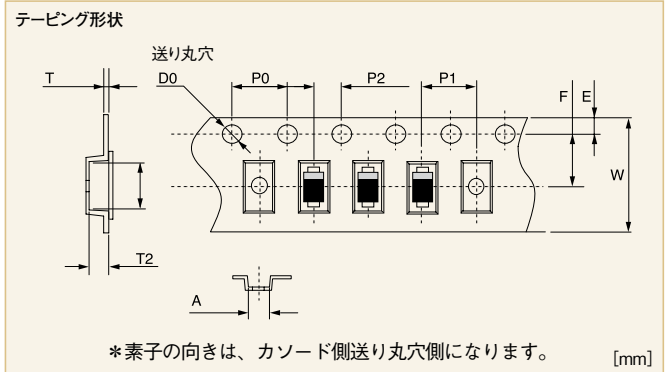 テーピング形状
送り丸穴
T
D0
P0
P2
P1
F
E
W
T2
A
＊素子の向きは、カソード側送り丸穴側になります。
[mm]